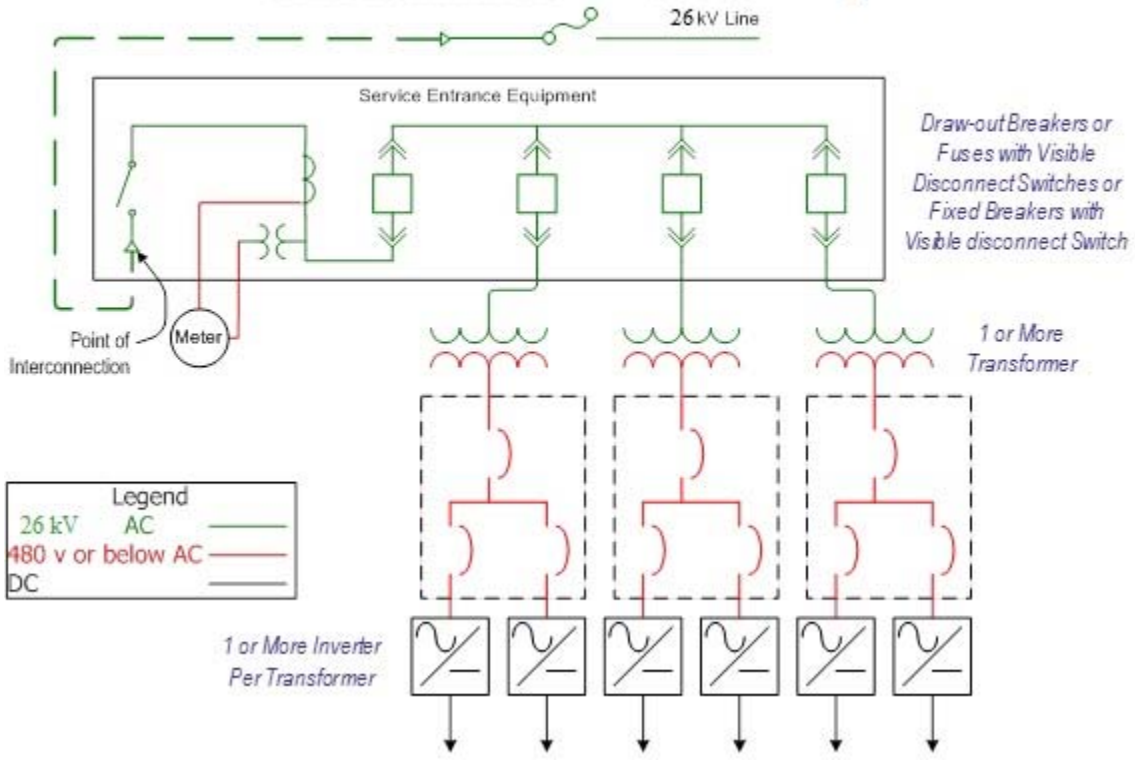 26 kV Line
Service Entrance Equipment
Draw-out Breakers or
Fuses with Visible
Disconnect Switches or
Fixed Breakers with
Visible disconnect Switch
Point of
Interconnection
Meter
1 or More
Transformer
Legend
26 kV AC
480 v or below AC
DC
1 or More Inverter
Per Transformer